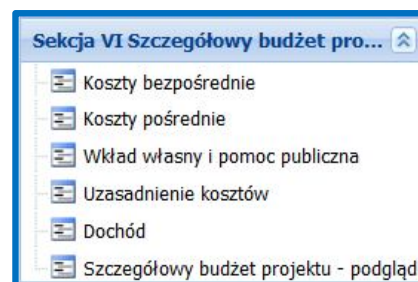 Sekcja VI Szczegółowy budżet pro...
Koszty bezpośrednie
Koszty pośrednie
Wkład własny i pomoc publiczna
Uzasadnienie kosztów
Dochód
Szczegółowy budżet projektu - podgląd